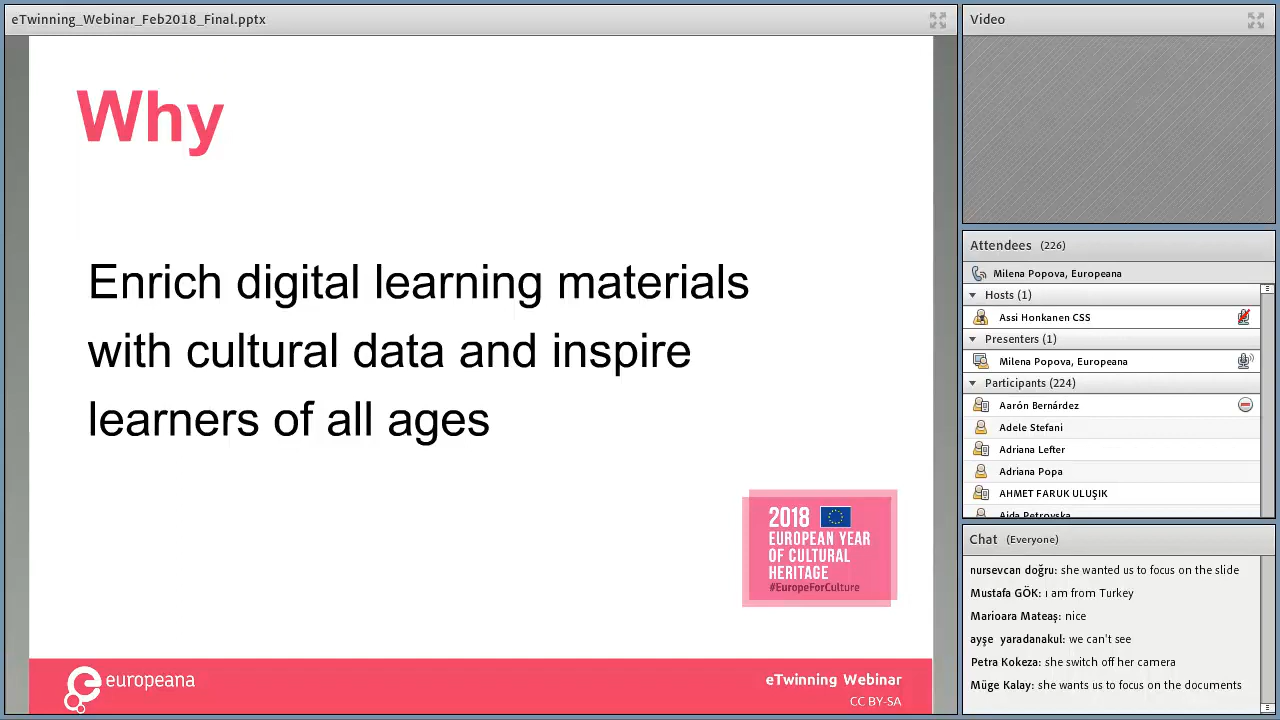 eTwinning_Webinar_Feb2018_Final.pptx
Why
Enrich digital learning materials
with cultural data and inspire
learners of all ages
2018
EUROPEAN YEAR
OF CULTURAL
HERITAGE
#EuropeForCulture
europeana
eTwinning Webinar
CC BY-SA
Video
Attendees (226)
Milena Popova, Europeana
Hosts (1)
Assi Honkanen CSS
Presenters (1)
Milena Popova, Europeana
Participants (224)
Aarón Bernárdez
Adele Stefani
Adriana Lefter
Adriana Popa
AHMET FARUK ULUŞIK
Aida Petrovska
Chat (Everyone)
nursevcan doğru: she wanted us to focus on the slide
Mustafa GÖK: ı am from Turkey
Marioara Mateaş: nice
ayşe yaradanakul: we can't see
Petra Kokeza: she switch off her camera
Müge Kalay: she wants us to focus on the documents